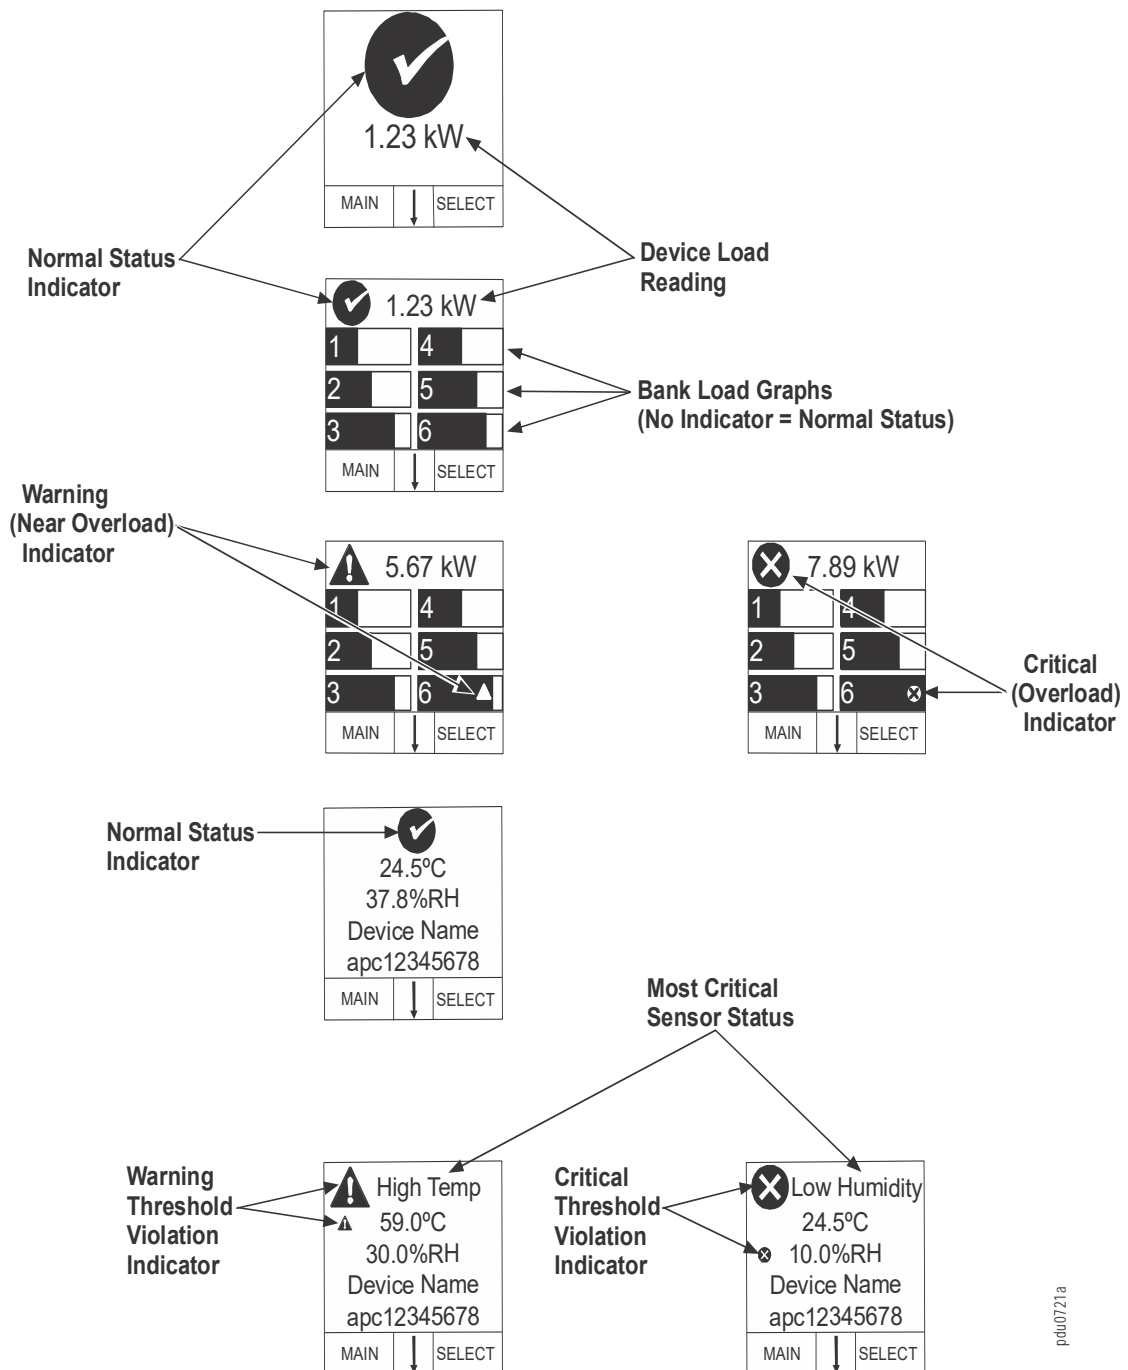 1.23 kW
MAIN
SELECT
Normal Status
Indicator
Device Load
Reading
1.23 kW
1
4
2
5
3
6
MAIN
SELECT
Bank Load Graphs
(No Indicator = Normal Status)
Warning
(Near Overload)
Indicator
5.67 kW
1
4
2
5
3
6
MAIN
SELECT
7.89 kW
1
4
2
5
3
6
MAIN
SELECT
Critical
(Overload)
Indicator
Normal Status
Indicator
24.5ºC
37.8%RH
Device Name
apc12345678
MAIN
SELECT
Most Critical
Sensor Status
Warning
Threshold
Violation
Indicator
High Temp
59.0ºC
30.0%RH
Device Name
apc12345678
MAIN
SELECT
Critical
Threshold
Violation
Indicator
Low Humidity
24.5ºC
10.0%RH
Device Name
apc12345678
MAIN
SELECT
pdu0721a